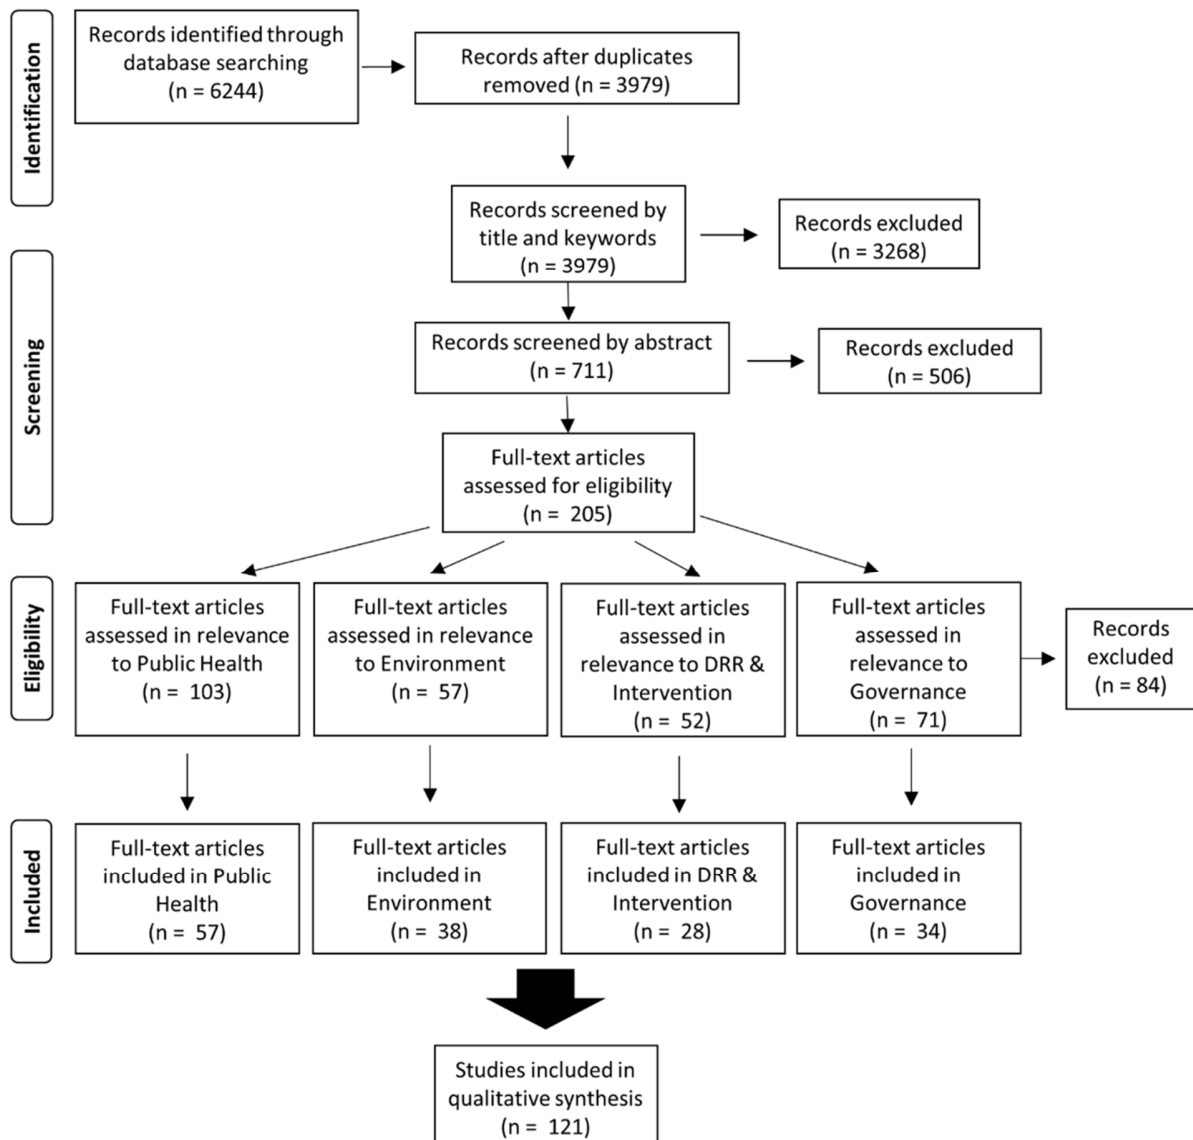 Identification
Records identified through
database searching
(n = 6244)
Records after duplicates
removed (n = 3979)
Records screened by
title and keywords
(n = 3979)
Records excluded
(n = 3268)
Screening
Records screened by abstract
(n = 711)
Records excluded
(n = 506)
Full-text articles
assessed for eligibility
(n = 205)
Eligibility
Full-text articles
assessed in relevance
to Public Health
(n = 103)
Full-text articles
assessed in relevance
to Environment
(n = 57)
Full-text articles
assessed in
relevance to DRR &
Intervention
(n = 52)
Full-text articles
assessed in
relevance to
Governance
(n = 71)
Records
excluded
(n = 84)
Included
Full-text articles
included in Public
Health
(n = 57)
Full-text articles
included in
Environment
(n = 38)
Full-text articles
included in DRR &
Intervention
(n = 28)
Full-text articles
included in
Governance
(n = 34)
Studies included in
qualitative synthesis
(n = 121)